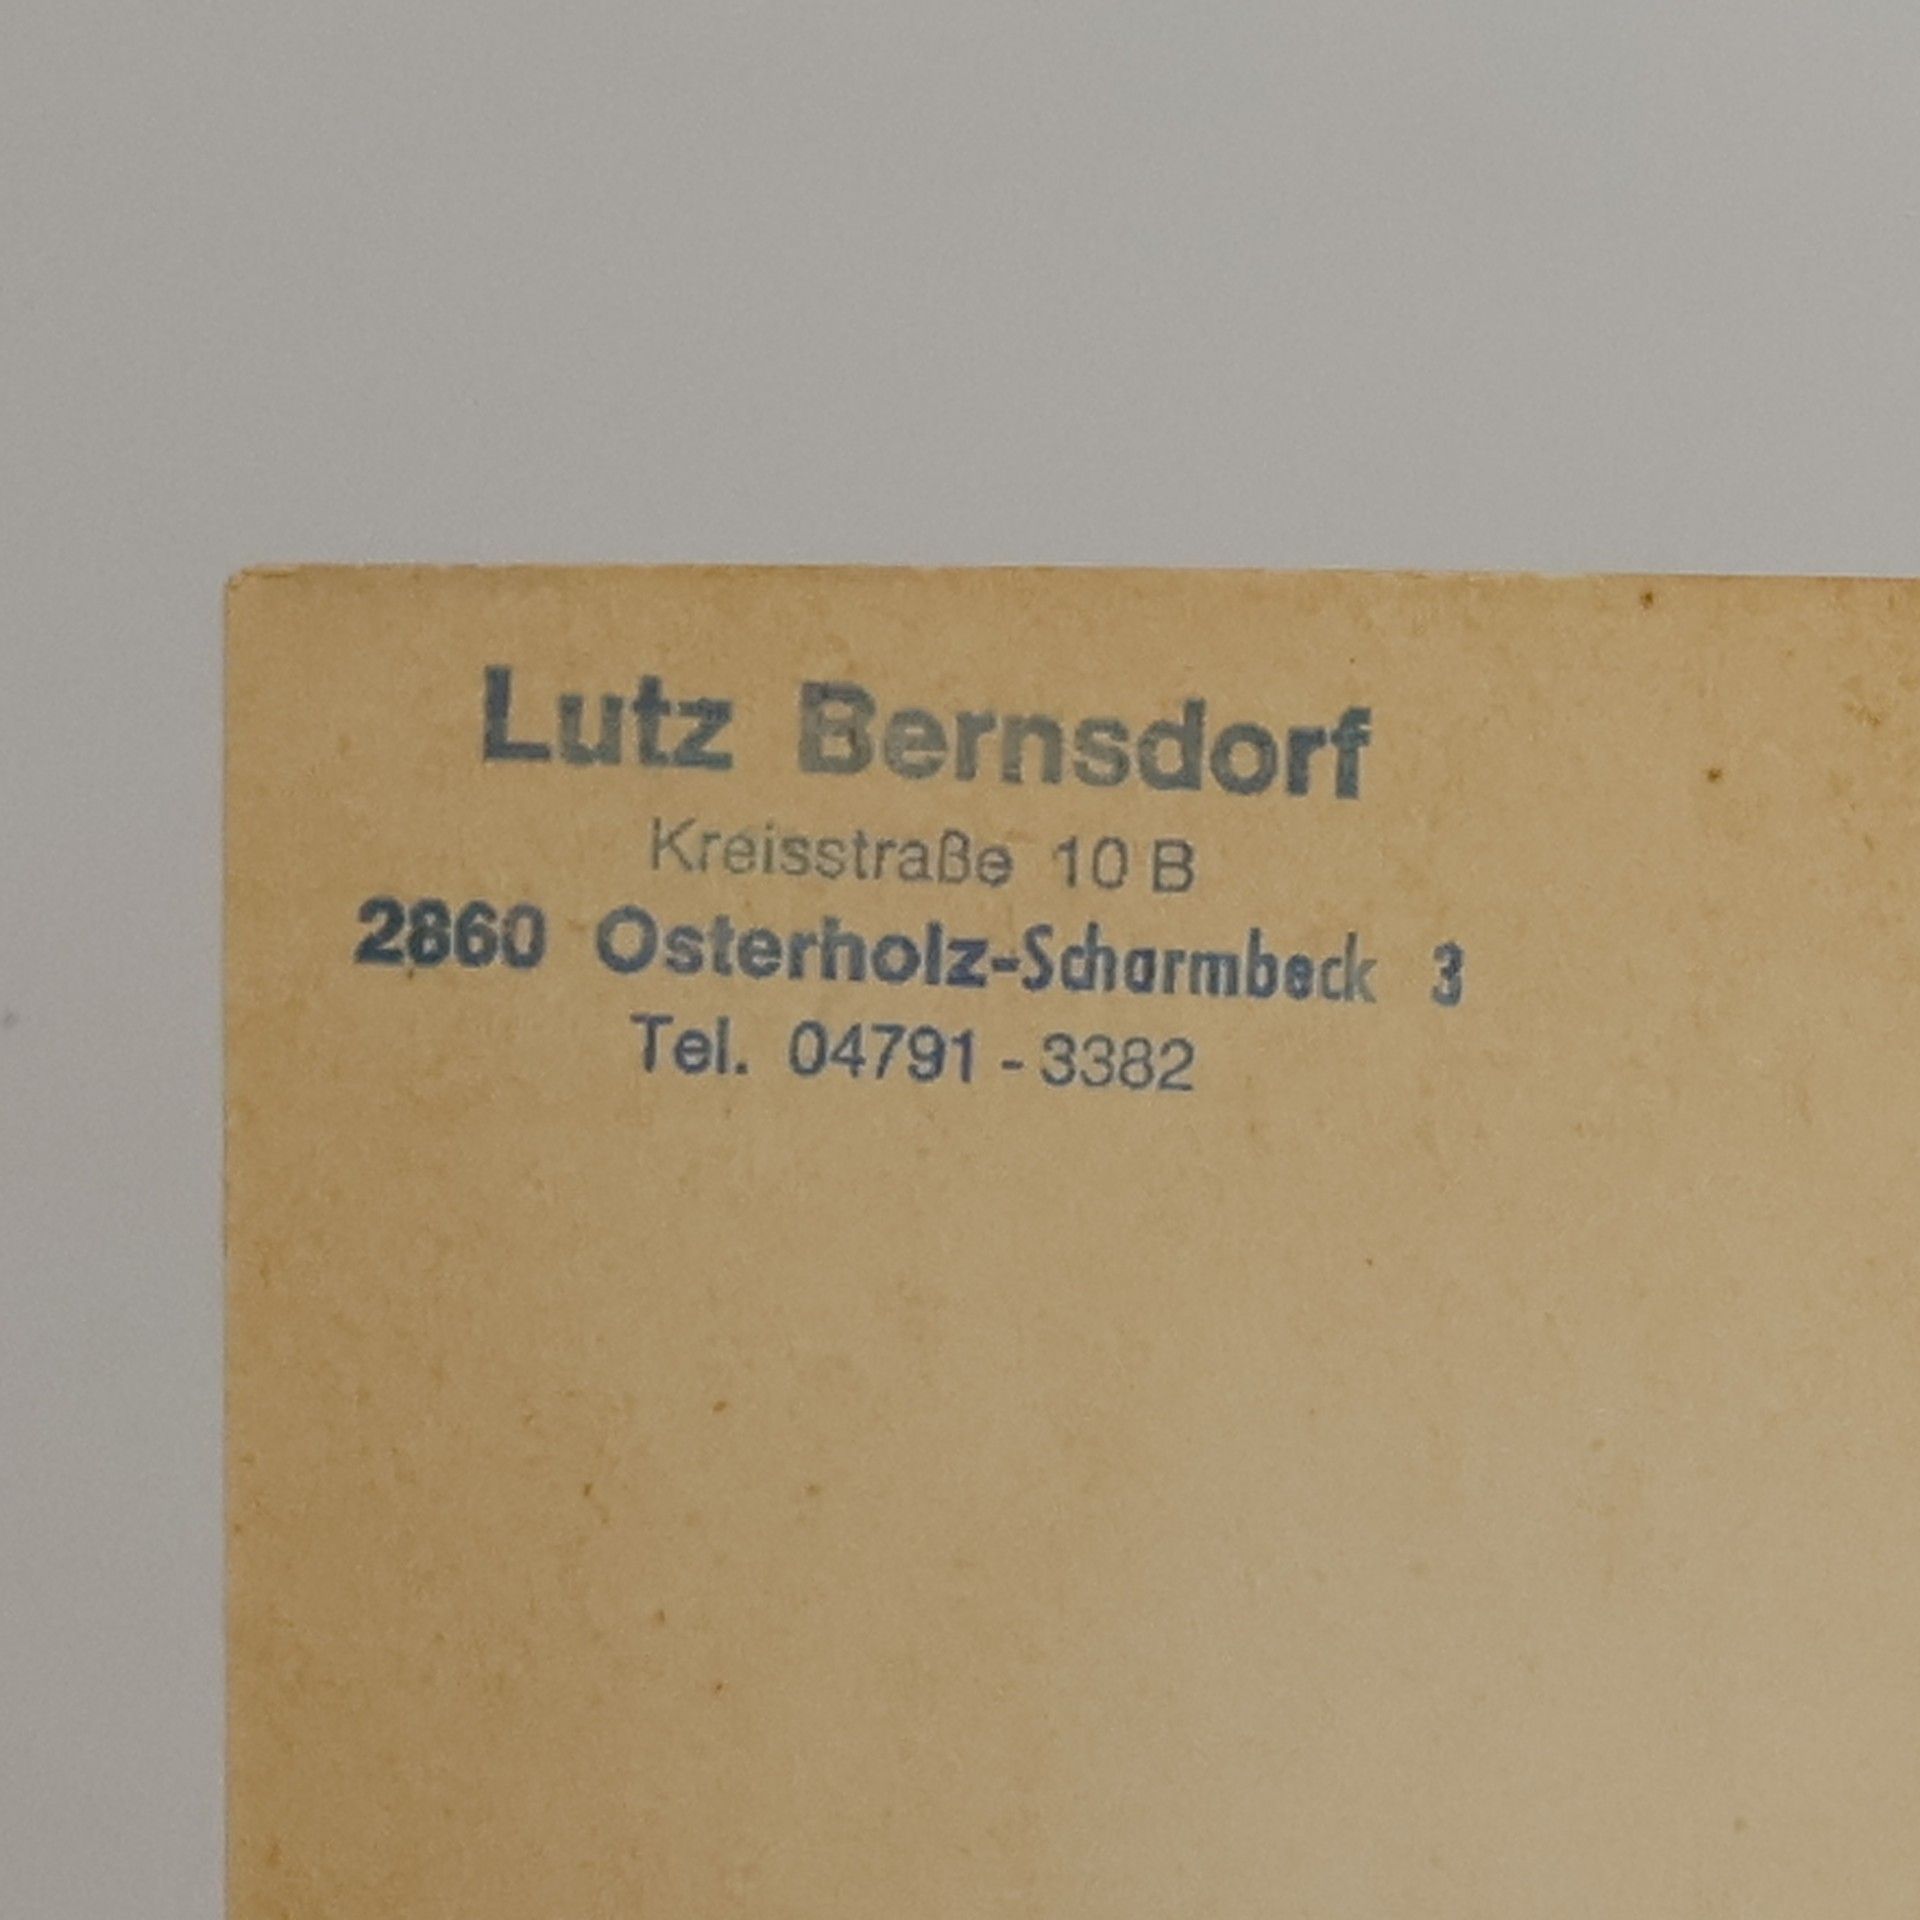 Lutz Bernsdorf
Kreisstraße 10 B
2860 Osterholz-Scharmbeck 3
Tel. 04791 - 3382